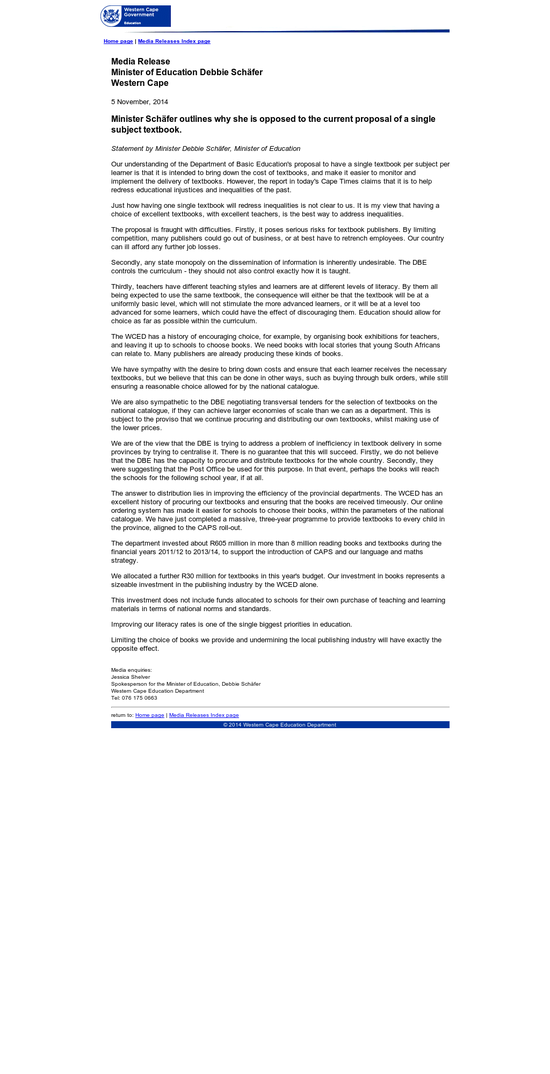 Western Cape
Government
Education
Home page | Media Releases Index page
Media Release
Minister of Education Debbie Schäfer
Western Cape
5 November, 2014
Minister Schäfer outlines why she is opposed to the current proposal of a single
subject textbook.
Statement by Minister Debbie Schäfer, Minister of Education
Our understanding of the Department of Basic Education's proposal to have a single textbook per subject per
learner is that it is intended to bring down the cost of textbooks, and make it easier to monitor and
implement the delivery of textbooks. However, the report in today's Cape Times claims that it is to help
redress educational injustices and inequalities of the past.
Just how having one single textbook will redress inequalities is not clear to us. It is my view that having a
choice of excellent textbooks, with excellent teachers, is the best way to address inequalities.
The proposal is fraught with difficulties. Firstly, it poses serious risks for textbook publishers. By limiting
competition, many publishers could go out of business, or at best have to retrench employees. Our country
can ill afford any further job losses.
Secondly, any state monopoly on the dissemination of information is inherently undesirable. The DBE
controls the curriculum - they should not also control exactly how it is taught.
Thirdly, teachers have different teaching styles and learners are at different levels of literacy. By them all
being expected to use the same textbook, the consequence will either be that the textbook will be at a
uniformly basic level, which will not stimulate the more advanced learners, or it will be at a level too
advanced for some learners, which could have the effect of discouraging them. Education should allow for
choice as far as possible within the curriculum.
The WCED has a history of encouraging choice, for example, by organising book exhibitions for teachers,
and leaving it up to schools to choose books. We need books with local stories that young South Africans
can relate to. Many publishers are already producing these kinds of books.
We have sympathy with the desire to bring down costs and ensure that each learner receives the necessary
textbooks, but we believe that this can be done in other ways, such as buying through bulk orders, while still
ensuring a reasonable choice allowed for by the national catalogue.
We are also sympathetic to the DBE negotiating transversal tenders for the selection of textbooks on the
national catalogue, if they can achieve larger economies of scale than we can as a department. This is
subject to the proviso that we continue procuring and distributing our own textbooks, whilst making use of
the lower prices.
We are of the view that the DBE is trying to address a problem of inefficiency in textbook delivery in some
provinces by trying to centralise it. There is no guarantee that this will succeed. Firstly, we do not believe
that the DBE has the capacity to procure and distribute textbooks for the whole country. Secondly, they
were suggesting that the Post Office be used for this purpose. In that event, perhaps the books will reach
the schools for the following school year, if at all.
The answer to distribution lies in improving the efficiency of the provincial departments. The WCED has an
excellent history of procuring our textbooks and ensuring that the books are received timeously. Our online
ordering system has made it easier for schools to choose their books, within the parameters of the national
catalogue. We have just completed a massive, three-year programme to provide textbooks to every child in
the province, aligned to the CAPS roll-out.
The department invested about R605 million in more than 8 million reading books and textbooks during the
financial years 2011/12 to 2013/14, to support the introduction of CAPS and our language and maths
strategy.
We allocated a further R30 million for textbooks in this year's budget. Our investment in books represents a
sizeable investment in the publishing industry by the WCED alone.
This investment does not include funds allocated to schools for their own purchase of teaching and learning
materials in terms of national norms and standards.
Improving our literacy rates is one of the single biggest priorities in education.
Limiting the choice of books we provide and undermining the local publishing industry will have exactly the
opposite effect.
Media enquiries:
Jessica Shelver
Spokesperson for the Minister of Education, Debbie Schäfer
Western Cape Education Department
Tel: 076 175 0663
return to: Home page | Media Releases Index page
© 2014 Western Cape Education Department